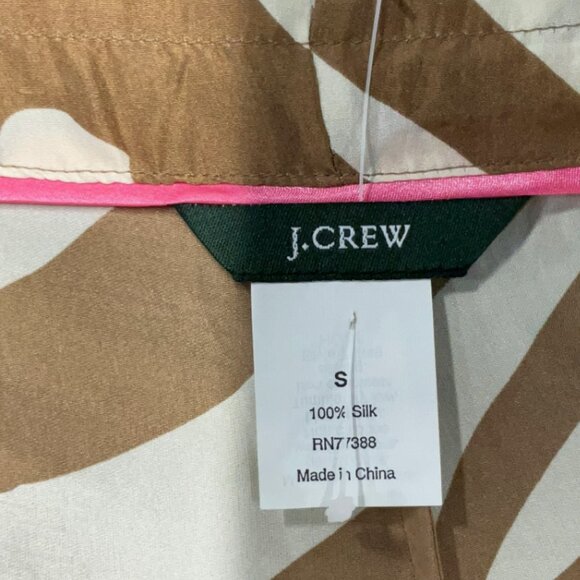 J.CREW
S
100% Silk
RN77388
Made in China